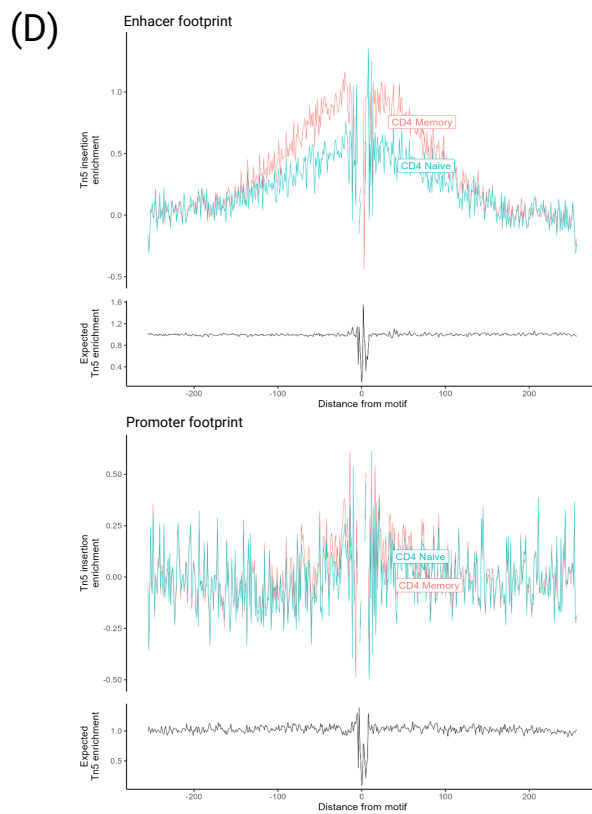 (D)
Enhacer footprint
Tn5 insertion
enrichment
1.0
0.5
0.0
-0.5
CD4 Memory
CD4 Naive
Expected
Tn5 enrichment
1.6
1.2
0.8
0.4
-200
-100
0
100
200
Distance from motif
Promoter footprint
Tn5 insertion
enrichment
0.50
0.25
0.00
-0.25
-0.50
CD4 Naive
CD4 Memory
Expected
Tn5 enrichment
1.0
0.5
-200
-100
0
100
200
Distance from motif